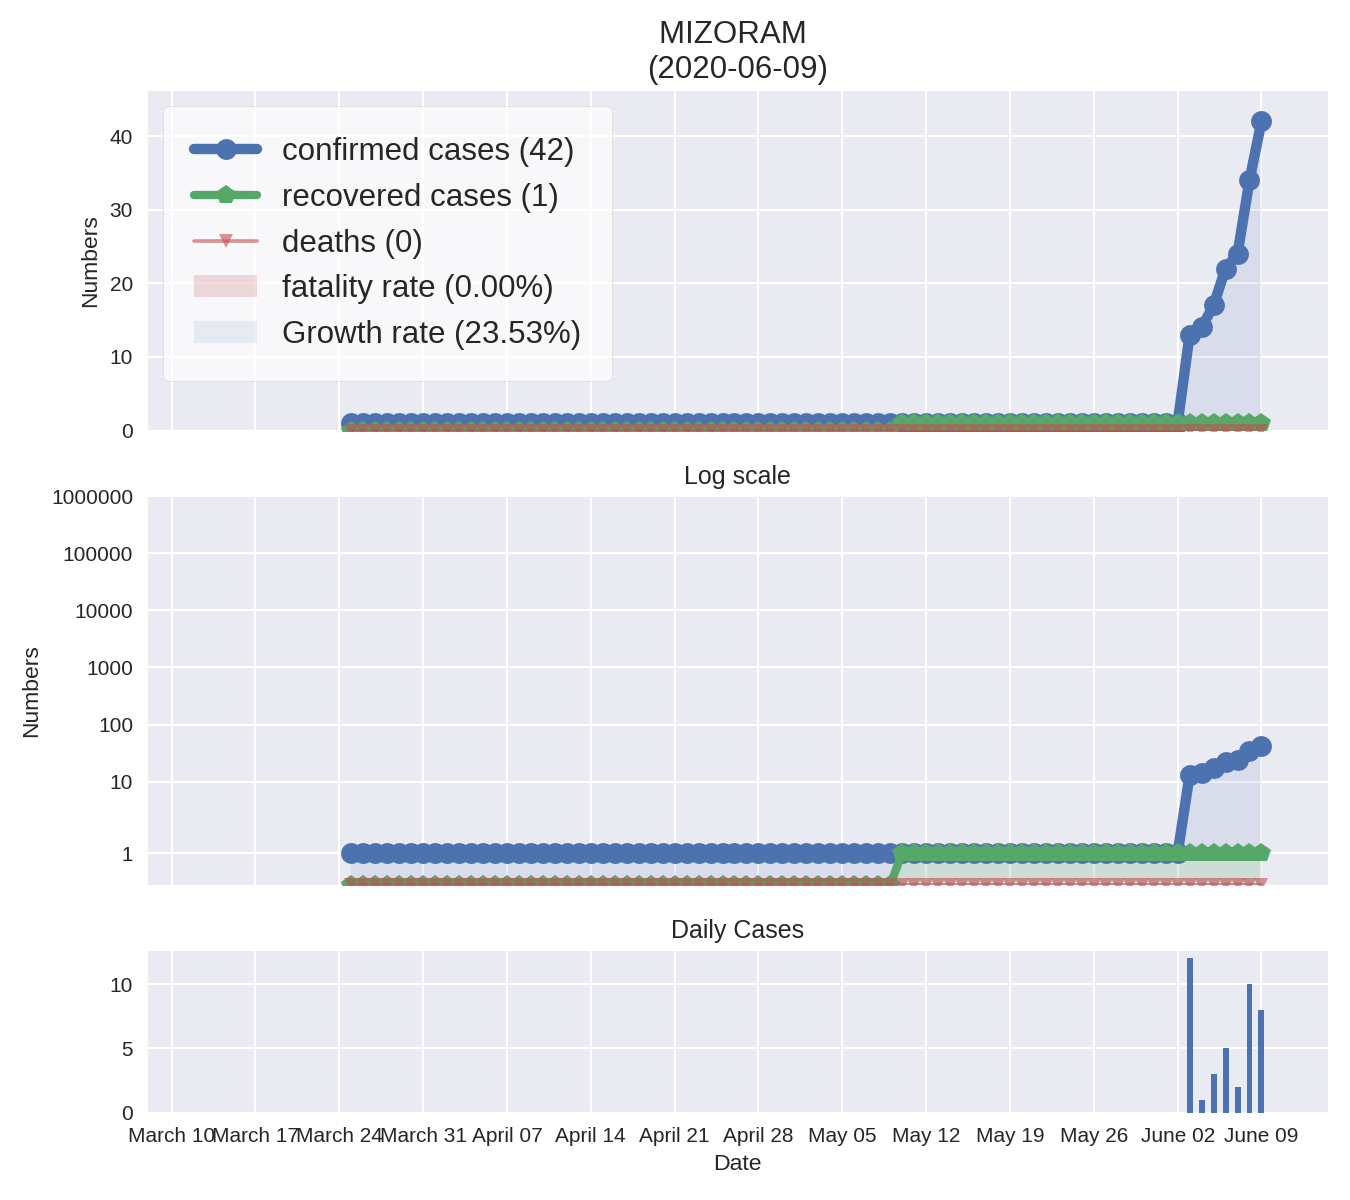 MIZORAM
(2020-06-09)
40
30
20
10
0
Numbers
confirmed cases (42)
recovered cases (1)
deaths (0)
fatality rate (0.00%)
Growth rate (23.53%)
Log scale
1000000
100000
10000
1000
100
10
1
Numbers
Daily Cases
10
5
0
March 10 March 17 March 24 March 31 April 07 April 14 April 21 April 28 May 05 May 12 May 19 May 26 June 02 June 09
Date